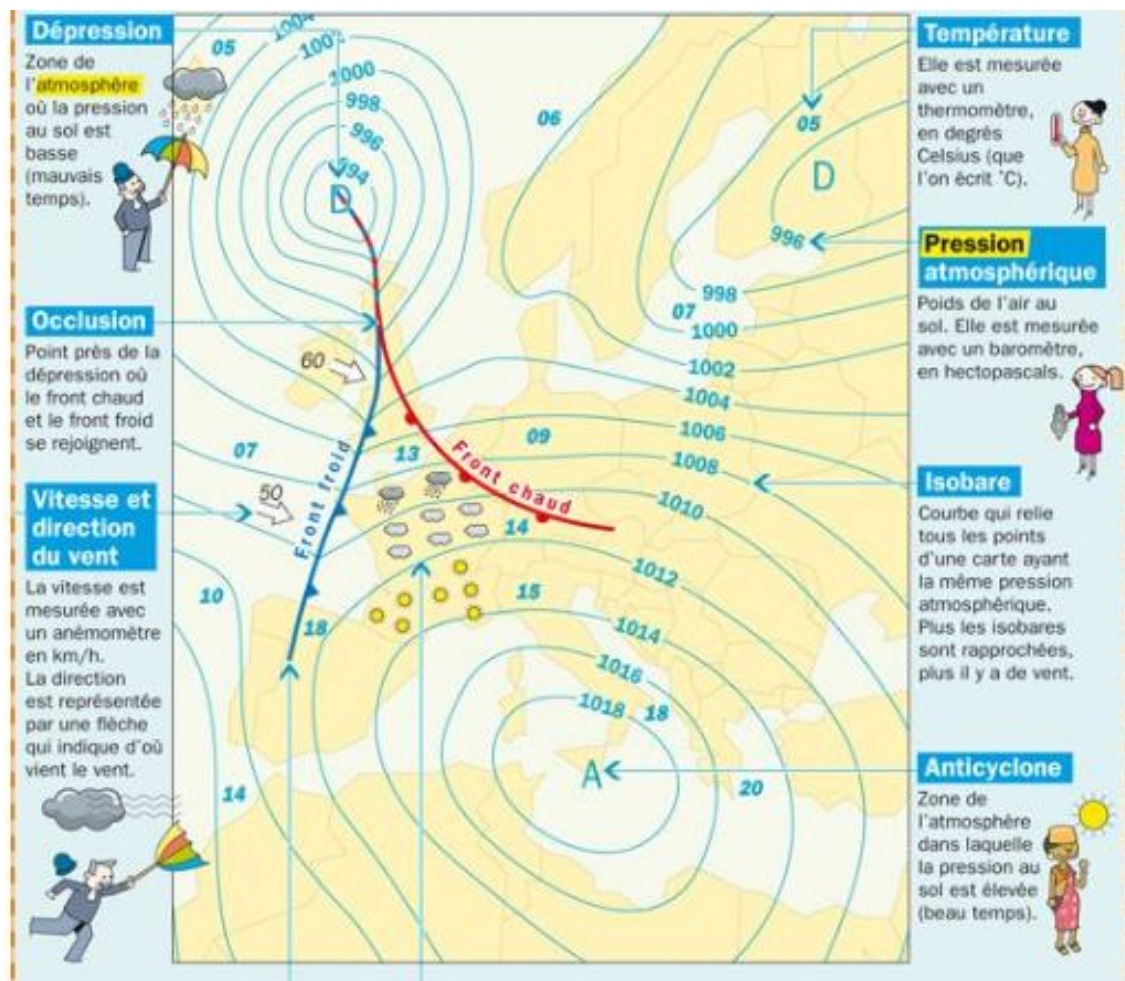 Dépression
Zone de
l'atmosphère
où la pression
au sol est
basse
(mauvais
temps).
Occlusion
Point près de la
dépression où
le front chaud
et le front froid
se rejoignent.
Vitesse et
direction
du vent
La vitesse est
mesurée avec
un anémomètre
en km/h.
La direction
est représentée
par une flèche
qui indique d'où
vient le vent.
05
1004
1002
1000
998
996
994
D
06
05
D
996
998
07
1000
1002
1004
1006
1008
1010
1012
1014
1016
1018
18
A
20
60
50
07
13
09
14
15
18
10
14
Front froid
Front chaud
Température
Elle est mesurée
avec un
thermomètre,
en degrés
Celsius (que
l'on écrit °C).
Pression
atmosphérique
Poids de l'air au
sol. Elle est mesurée
avec un baromètre,
en hectopascals.
Isobare
Courbe qui relie
tous les points
d'une carte ayant
la même pression
atmosphérique.
Plus les isobares
sont rapprochées,
plus il y a de vent.
Anticyclone
Zone de
l'atmosphère
dans laquelle
la pression au
sol est élevée
(beau temps).